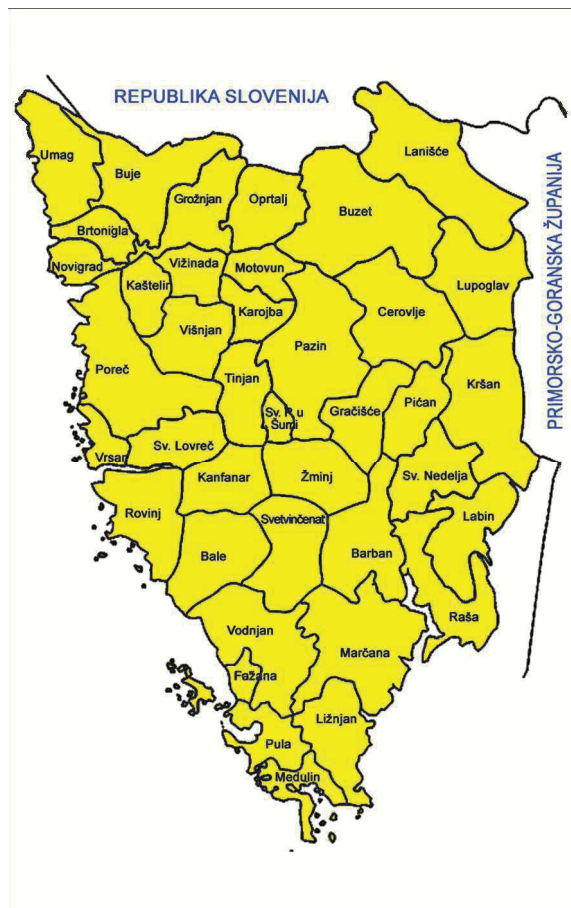 REPUBLIKA SLOVENIJA
PRIMORSKO-GORANSKA ŽUPANIJA
Umag
Buje
Lanišće
Grožnjan
Oprtalj
Buzet
Brtonigla
Novigrad
Vižinada
Motovun
Kaštelir
Lupoglav
Karojba
Cerovlje
Višnjan
Pazin
Poreč
Tinjan
Kršan
Sv. P. u
Šumi
Gračišće
Pićan
Vrsar
Sv. Lovreč
Kanfanar
Žminj
Sv. Nedelja
Rovinj
Svetvinčenat
Labin
Bale
Barban
Raša
Vodnjan
Marčana
Fažana
Ližnjan
Pula
Medulin